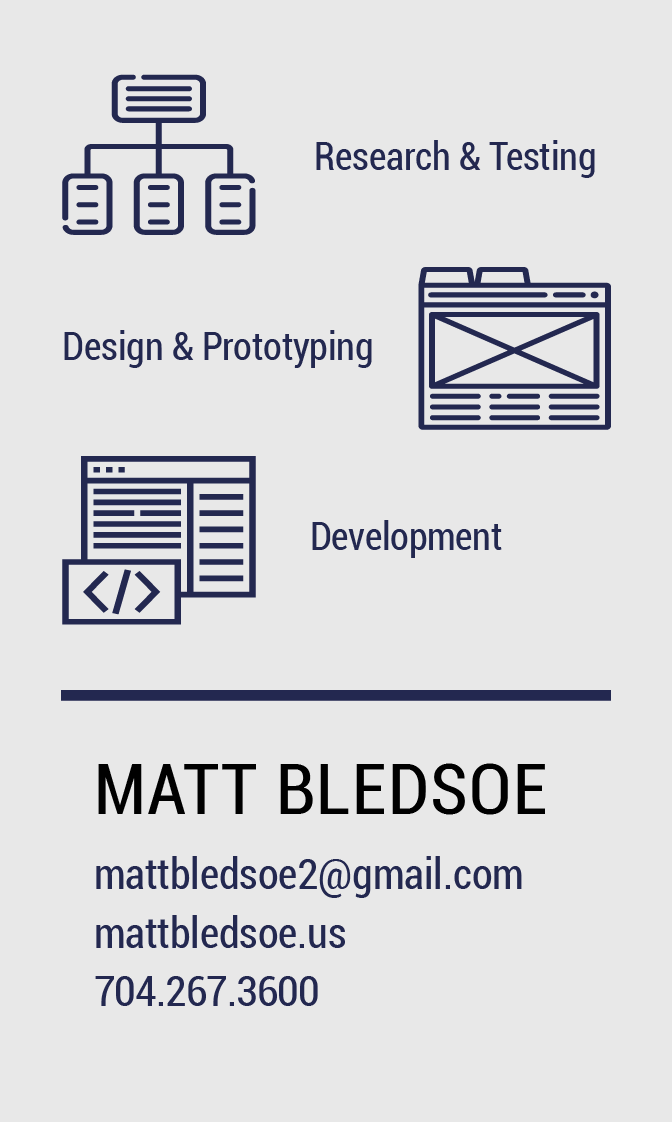 Research & Testing
Design & Prototyping
</>
Development
MATT BLEDSOE
mattbledsoe2@gmail.com
mattbledsoe.us
704.267.3600